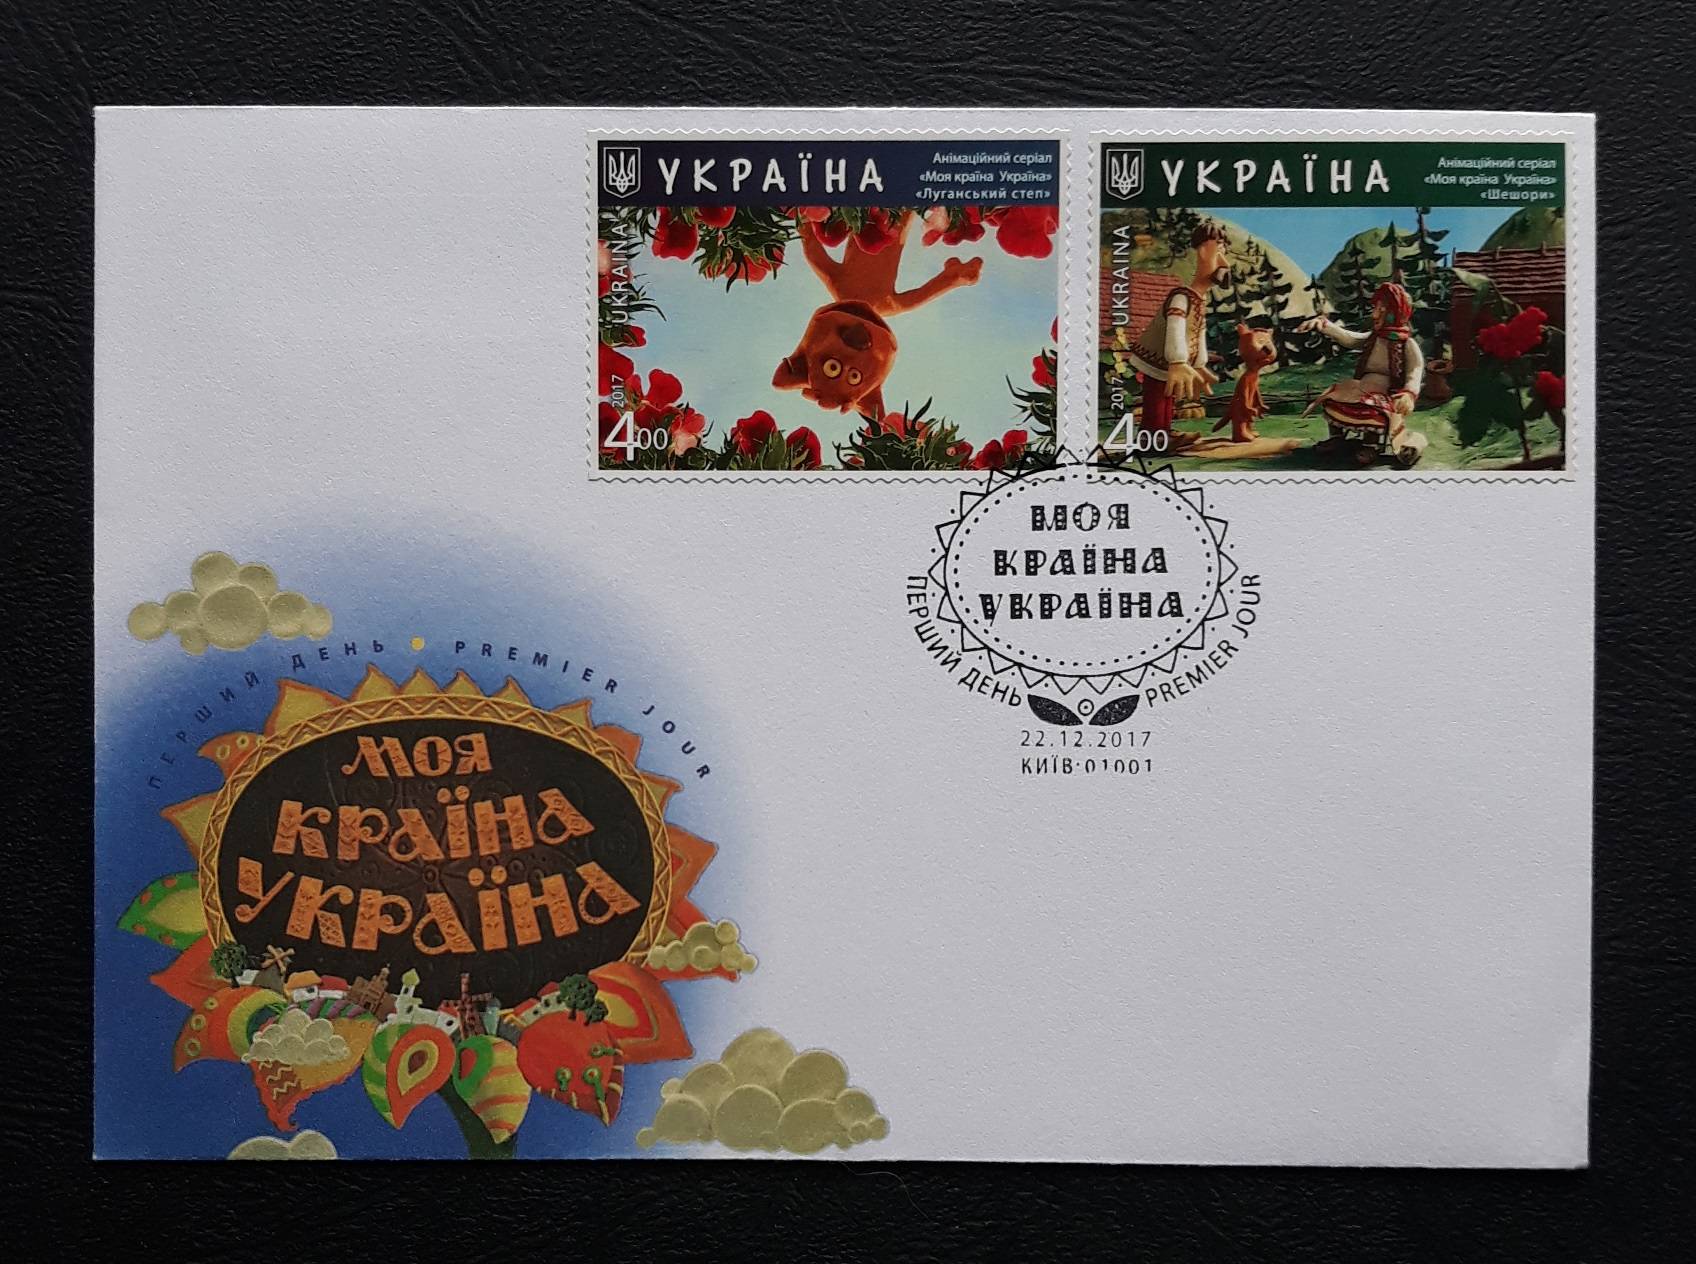 УКРАЇНА
Анімаційний серіал
«Моя країна Україна»
«Луганський степ»
UKRAINA
2017
4 00
УКРАЇНА
Анімаційний серіал
«Моя країна Україна»
«Шешори»
UKRAINA
2017
4 00
МОЯ
КРАЇНА
УКРАЇНА
ПЕРШИЙ ДЕНЬ PREMIER JOUR
22.12.2017
КИЇВ·01001
ПЕРШИЙ ДЕНЬ • PREMIER JOUR
МОЯ
КРАЇНА
УКРАЇНА